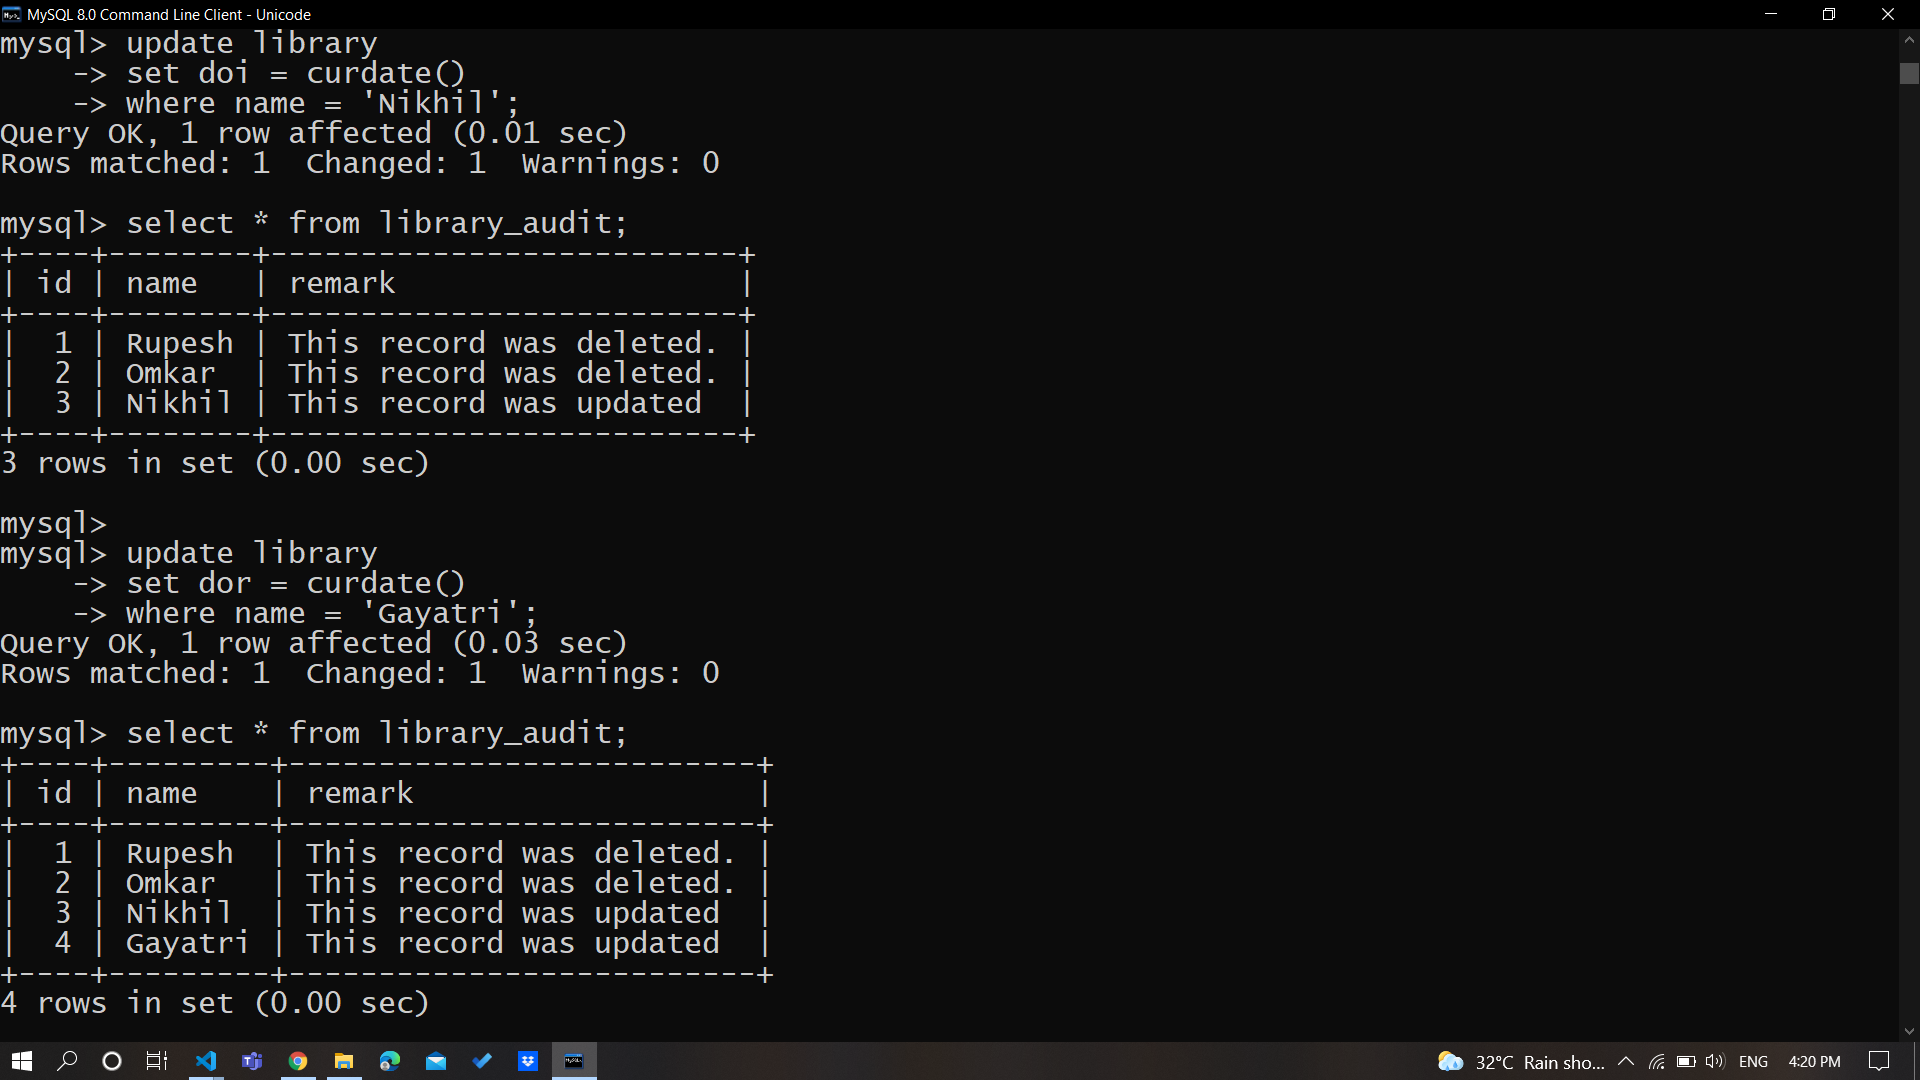 MySQL 8.0 Command Line Client - Unicode
mysql> update library
    -> set doi = curdate()
    -> where name = 'Nikhil';
Query OK, 1 row affected (0.01 sec)
Rows matched: 1  Changed: 1  Warnings: 0
mysql> select * from library_audit;
+----+--------+--------------------------+
| id | name   | remark                   |
+----+--------+--------------------------+
|  1 | Rupesh | This record was deleted. |
|  2 | Omkar  | This record was deleted. |
|  3 | Nikhil | This record was updated  |
+----+--------+--------------------------+
3 rows in set (0.00 sec)
mysql>
mysql> update library
    -> set dor = curdate()
    -> where name = 'Gayatri';
Query OK, 1 row affected (0.03 sec)
Rows matched: 1  Changed: 1  Warnings: 0
mysql> select * from library_audit;
+----+---------+--------------------------+
| id | name    | remark                   |
+----+---------+--------------------------+
|  1 | Rupesh  | This record was deleted. |
|  2 | Omkar   | This record was deleted. |
|  3 | Nikhil  | This record was updated  |
|  4 | Gayatri | This record was updated  |
+----+---------+--------------------------+
4 rows in set (0.00 sec)
32°C Rain sho... ENG 4:20 PM